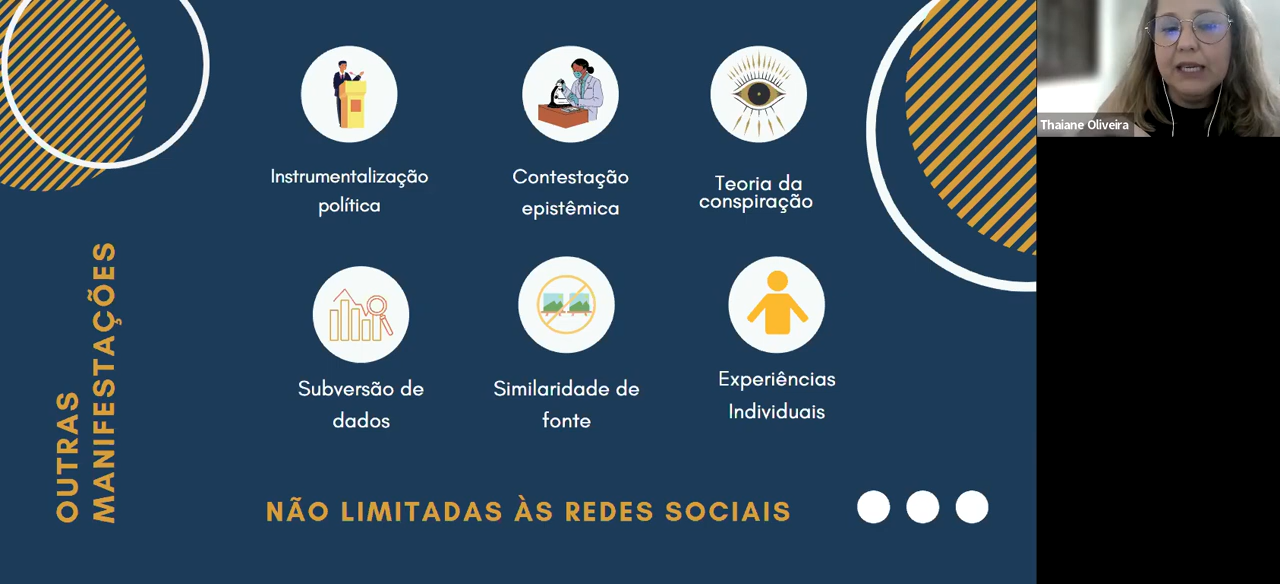 Instrumentalização
política
Contestação
epistêmica
Teoria da
conspiração
Subversão de
dados
Similaridade de
fonte
Experiências
Individuais
OUTRAS
MANIFESTAÇÕES
NÃO LIMITADAS ÀS REDES SOCIAIS
Thaiane Oliveira